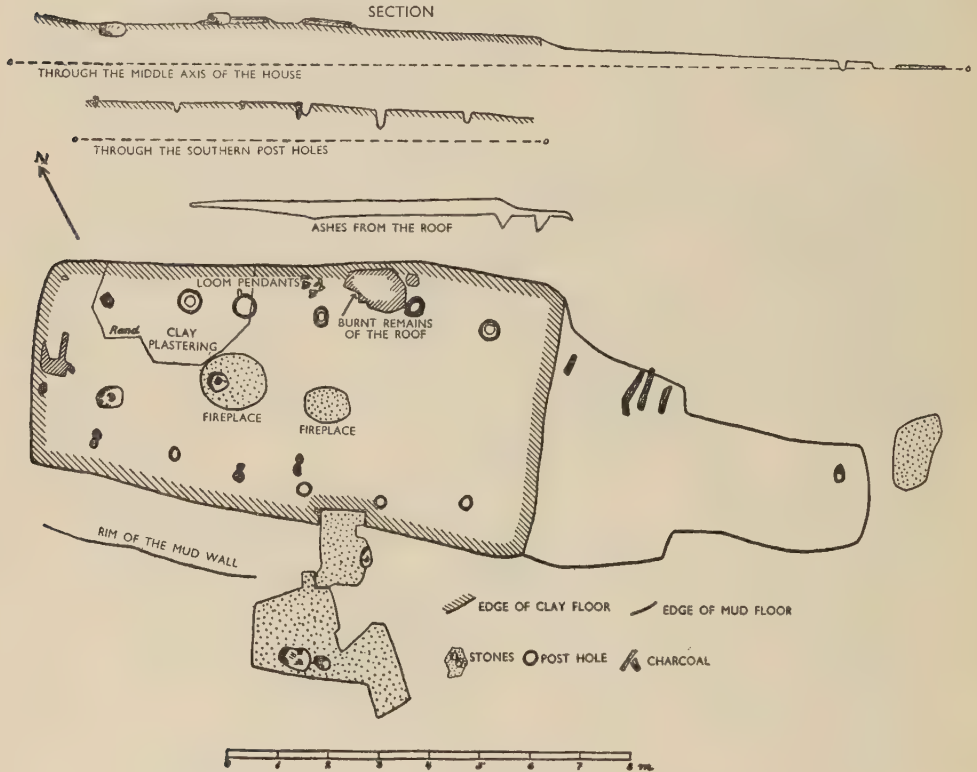 SECTION
THROUGH THE MIDDLE AXIS OF THE HOUSE
THROUGH THE SOUTHERN POST HOLES
N
ASHES FROM THE ROOF
LOOM PENDANTS
BURNT REMAINS
OF THE ROOF
Rand
CLAY
PLASTERING
FIREPLACE
FIREPLACE
RIM OF THE MUD WALL
EDGE OF CLAY FLOOR
EDGE OF MUD FLOOR
STONES
POST HOLE
CHARCOAL
0 1 2 3 4 5 6 7 8 m